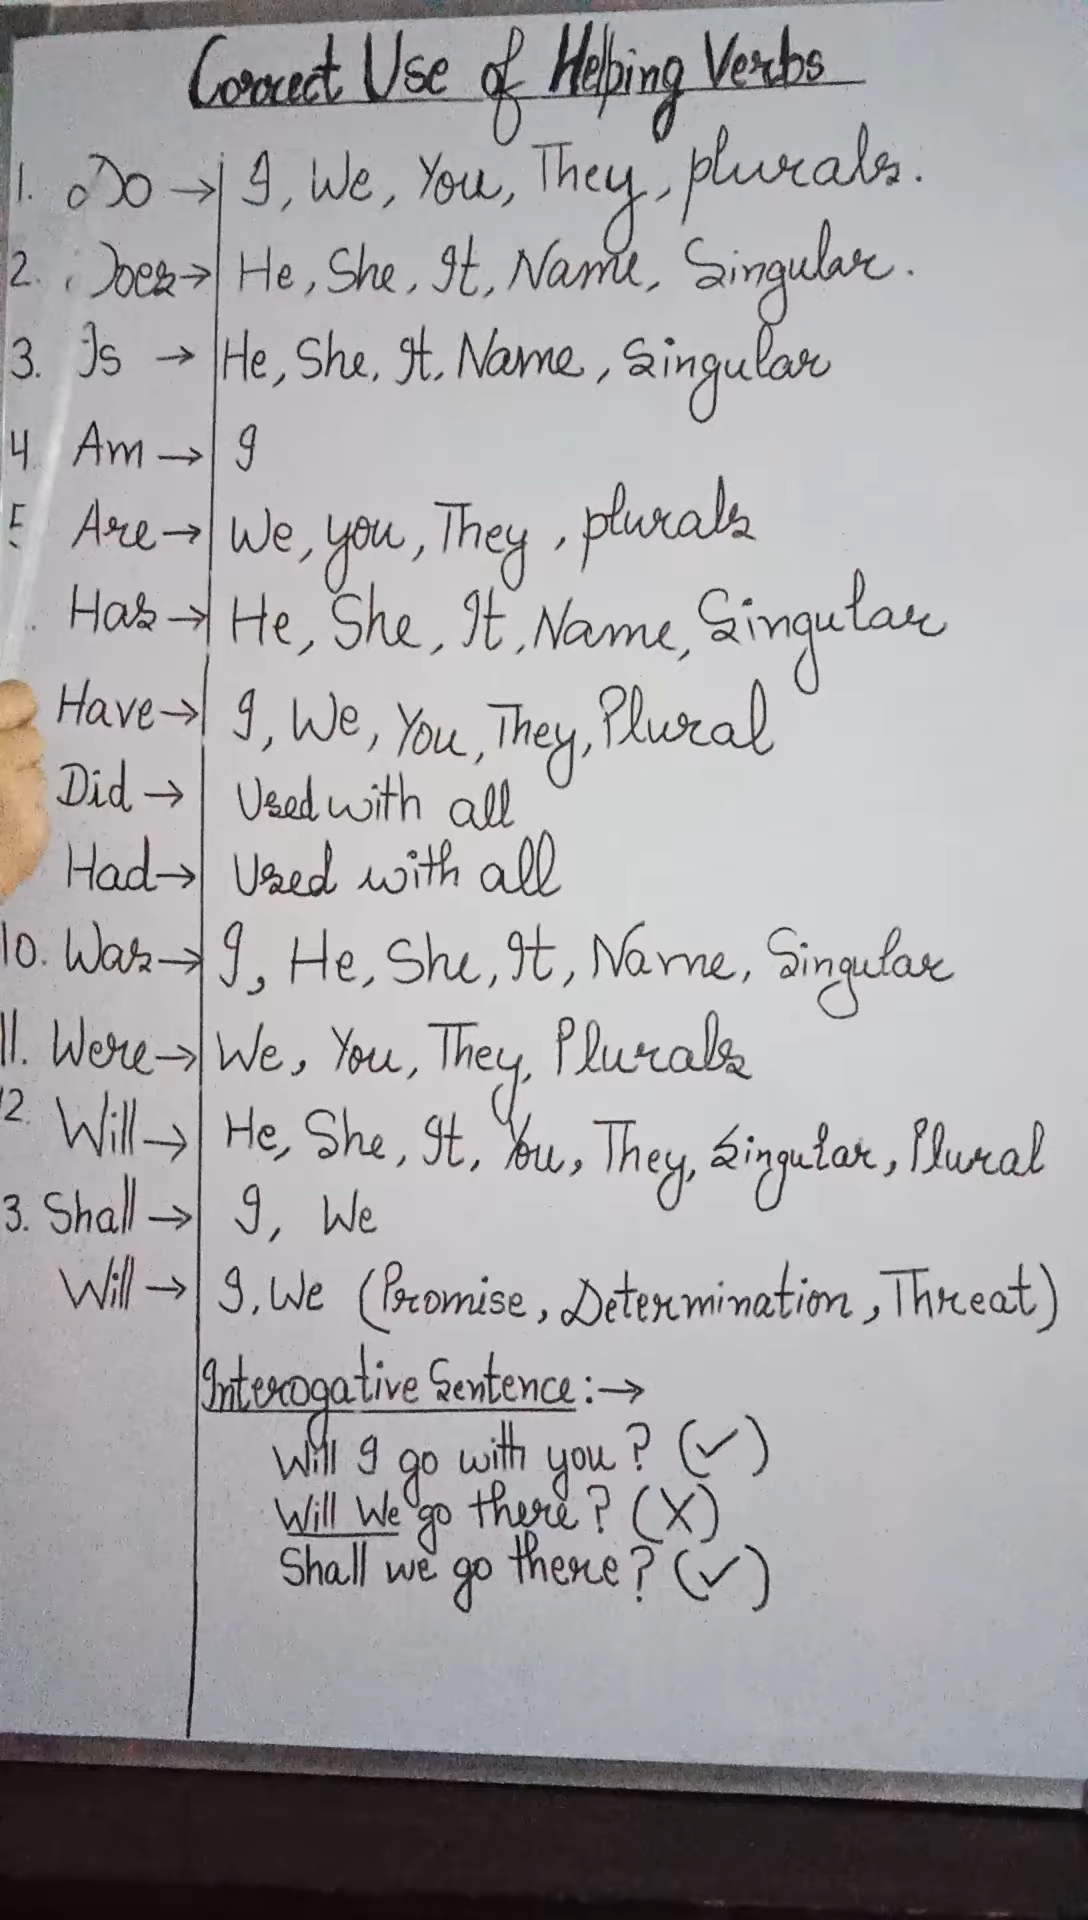 Correct Use of Helping Verbs
1. Do → I, We, You, They, plurals.
2. Does → He, She, It, Name, Singular.
3. Is → He, She, It, Name, Singular
4. Am → I
5 Are → We, you, They, plurals
Has → He, She, It, Name, Singular
Have → I, We, You, They, Plural
Did → Used with all
Had → Used with all
10. Was → I, He, She, It, Name, Singular
11. Were → We, You, They, Plurals
12. Will → He, She, It, You, They, Singular, Plural
3. Shall → I, We
Will → I, We (Promise, Determination, Threat)
Interogative Sentence :→
Will I go with you? (✓)
Will We go there? (X)
Shall we go there? (✓)